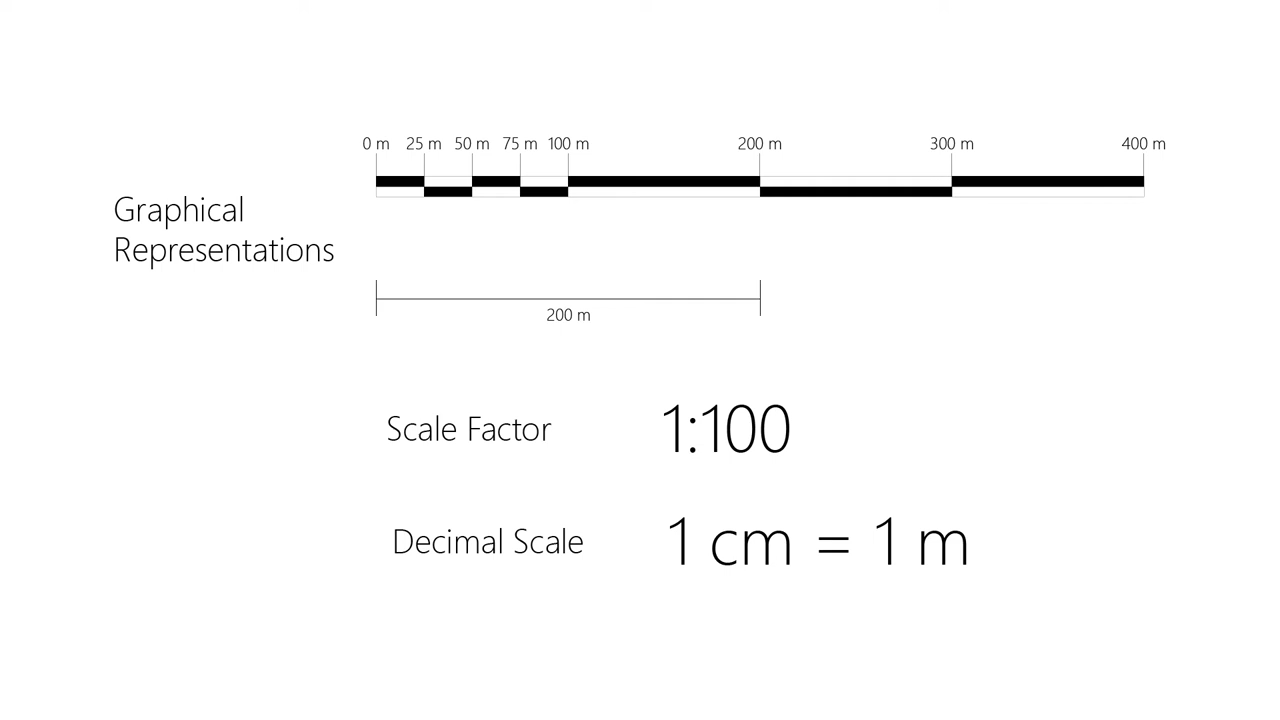 0 m 25 m 50 m 75 m 100 m 200 m 300 m 400 m
Graphical
Representations
200 m
Scale Factor 1:100
Decimal Scale 1 cm = 1 m